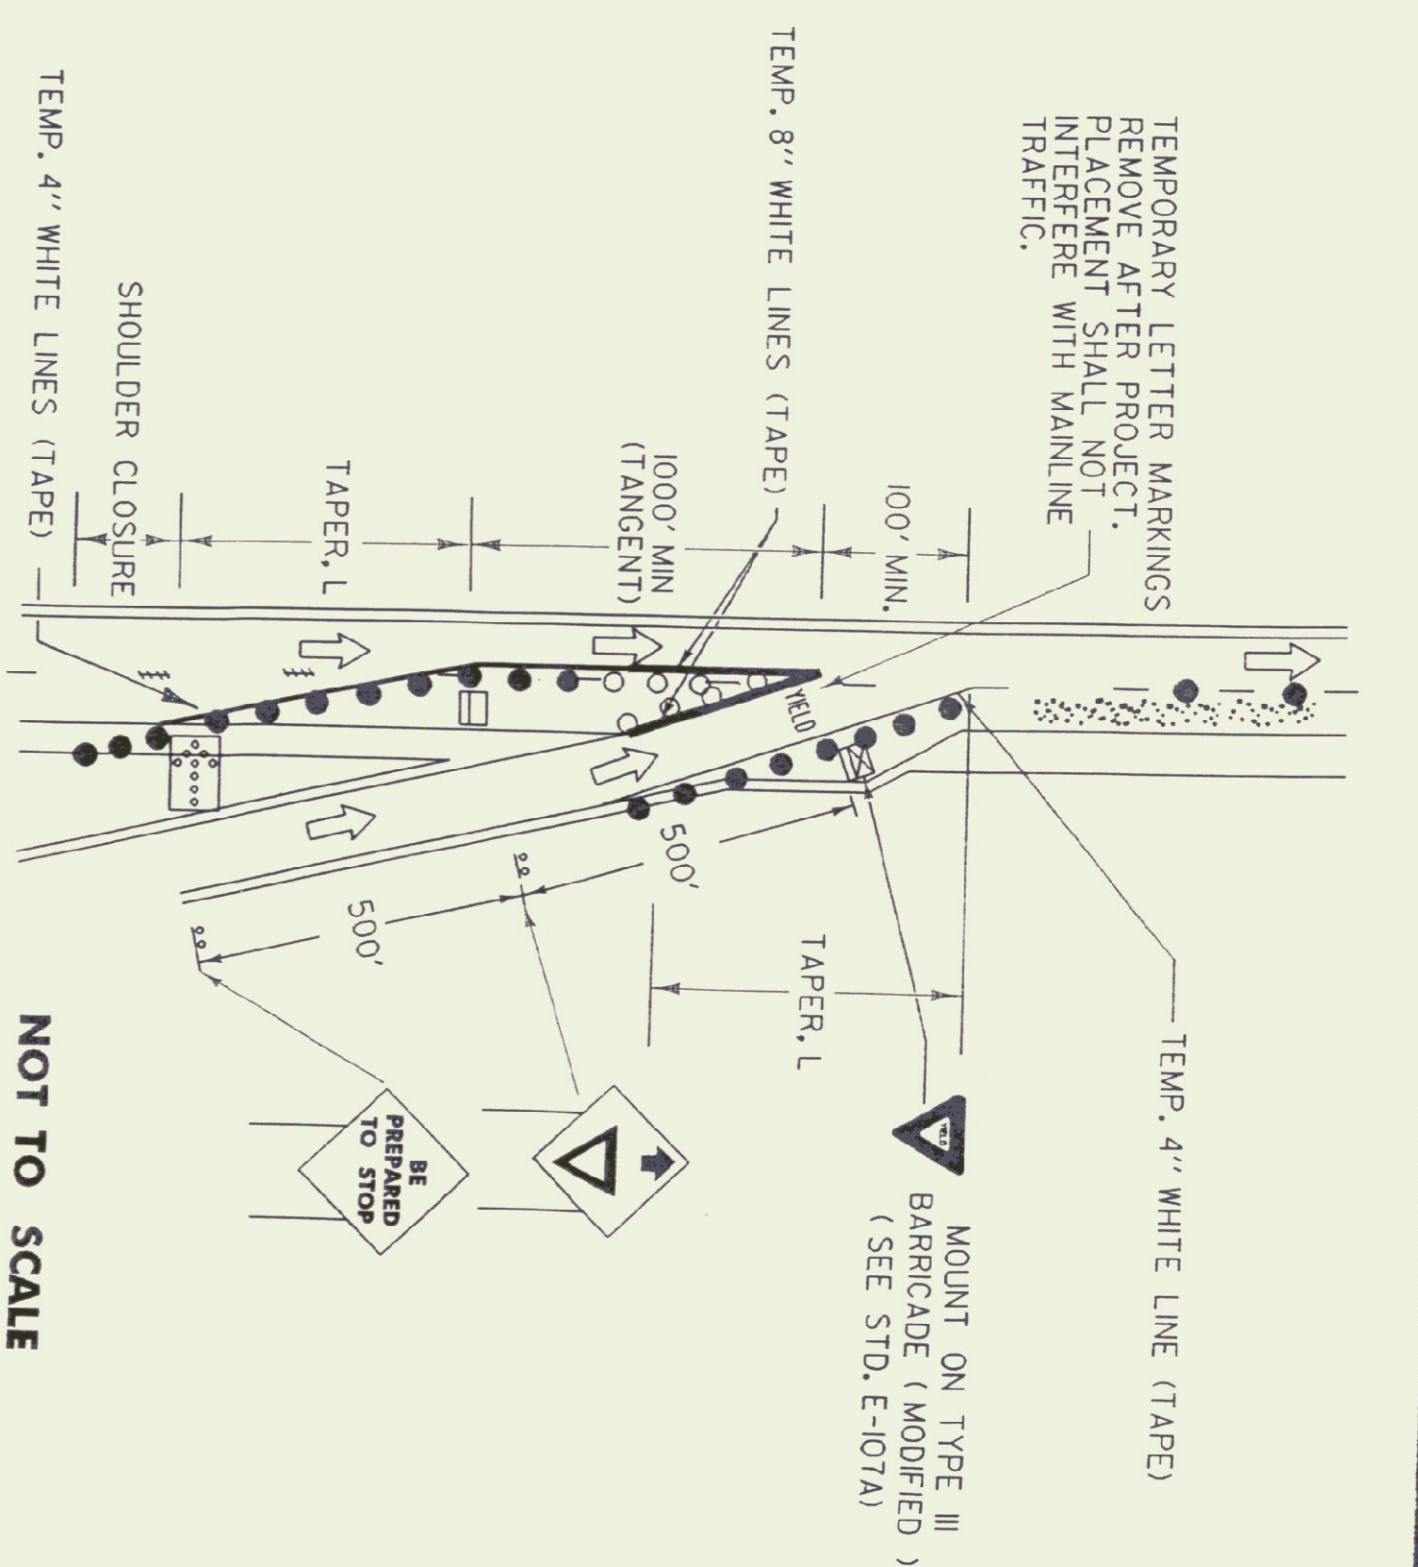 TEMPORARY LETTER MARKINGS
REMOVE AFTER PROJECT.
PLACEMENT SHALL NOT
INTERFERE WITH MAINLINE
TRAFFIC.
TEMP. 8'' WHITE LINES (TAPE)
TEMP. 4'' WHITE LINES (TAPE)
SHOULDER CLOSURE
TAPER, L
1000' MIN
(TANGENT)
100' MIN.
YIELD
500'
500'
TAPER, L
TEMP. 4'' WHITE LINE (TAPE)
YIELD
MOUNT ON TYPE III
BARRICADE (MODIFIED)
(SEE STD. E-107A)
BE
PREPARED
TO STOP
NOT TO SCALE